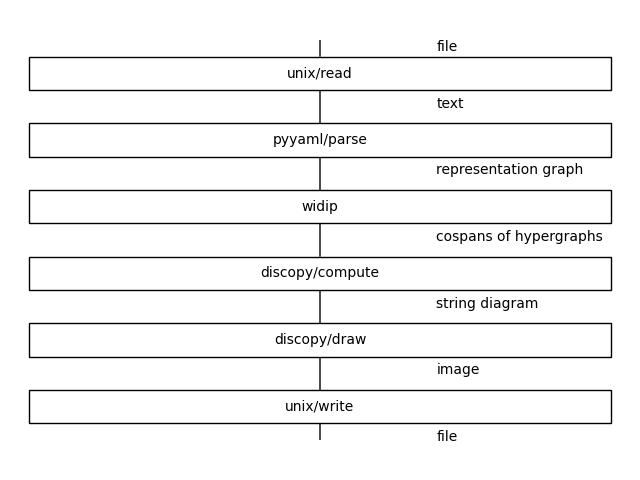 file
unix/read
text
pyyaml/parse
representation graph
widip
cospans of hypergraphs
discopy/compute
string diagram
discopy/draw
image
unix/write
file